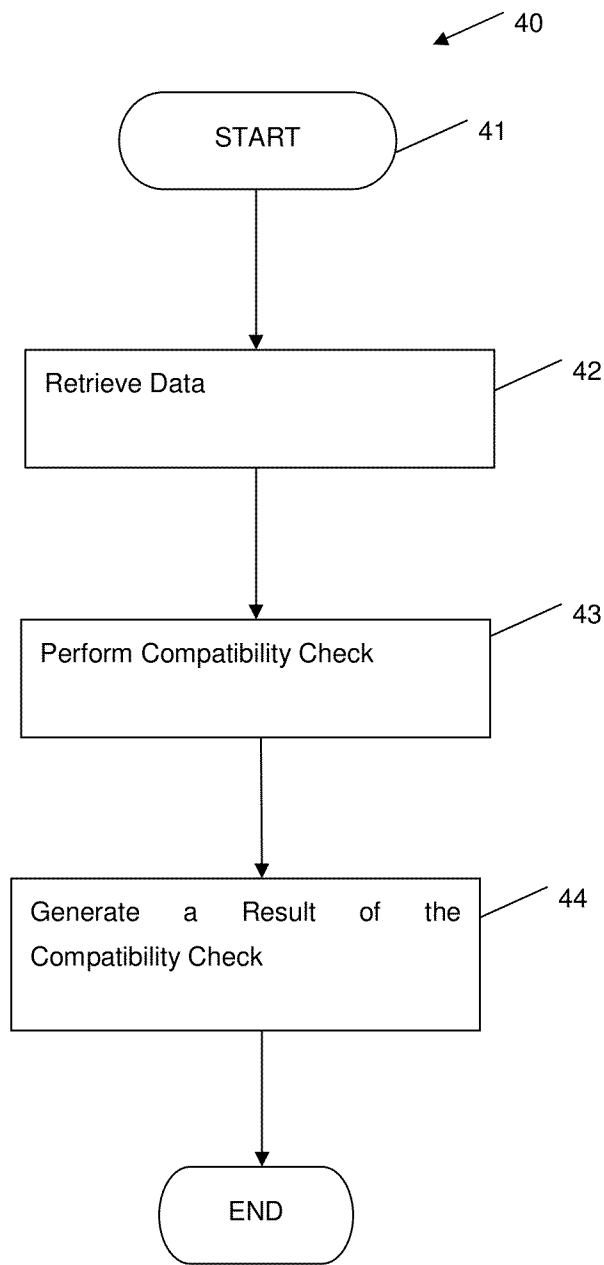 40
START
41
Retrieve Data
42
Perform Compatibility Check
43
Generate a Result of the
Compatibility Check
44
END